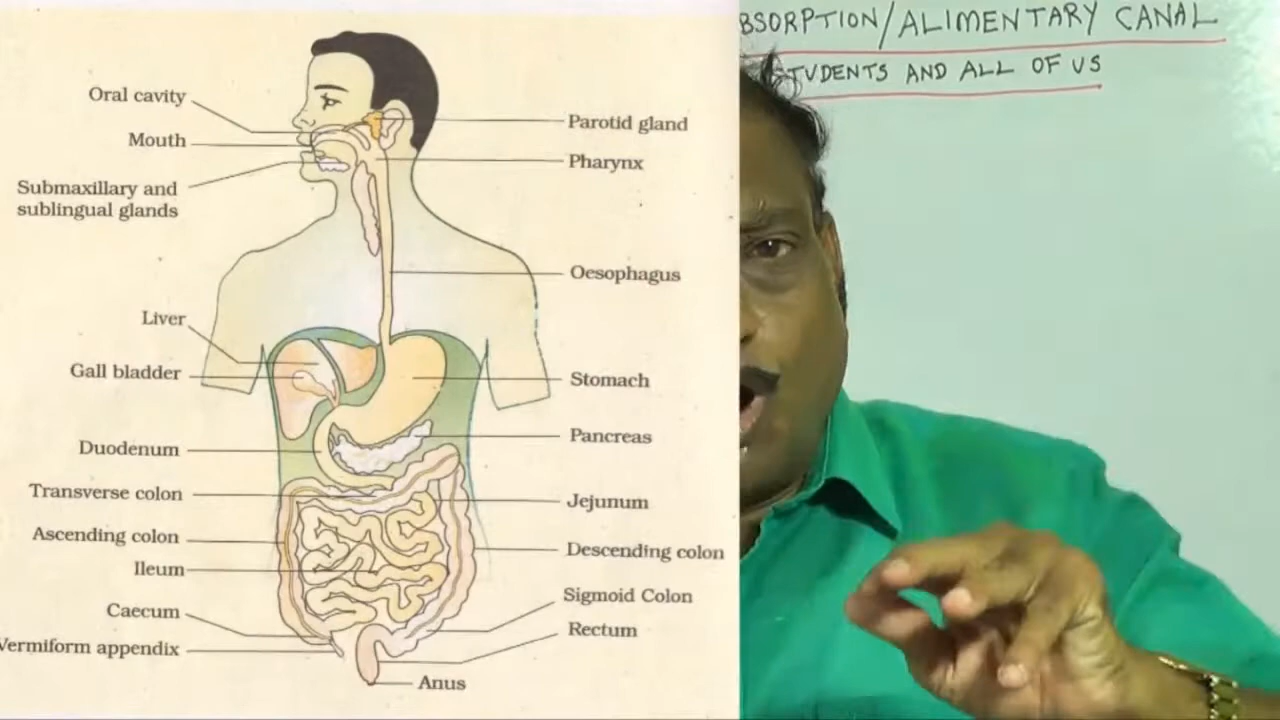 BSORPTION/ALIMENTARY CANAL
STUDENTS AND ALL OF US
Oral cavity
Mouth
Submaxillary and
sublingual glands
Liver
Gall bladder
Duodenum
Transverse colon
Ascending colon
Ileum
Caecum
Vermiform appendix
Parotid gland
Pharynx
Oesophagus
Stomach
Pancreas
Jejunum
Descending colon
Sigmoid Colon
Rectum
Anus